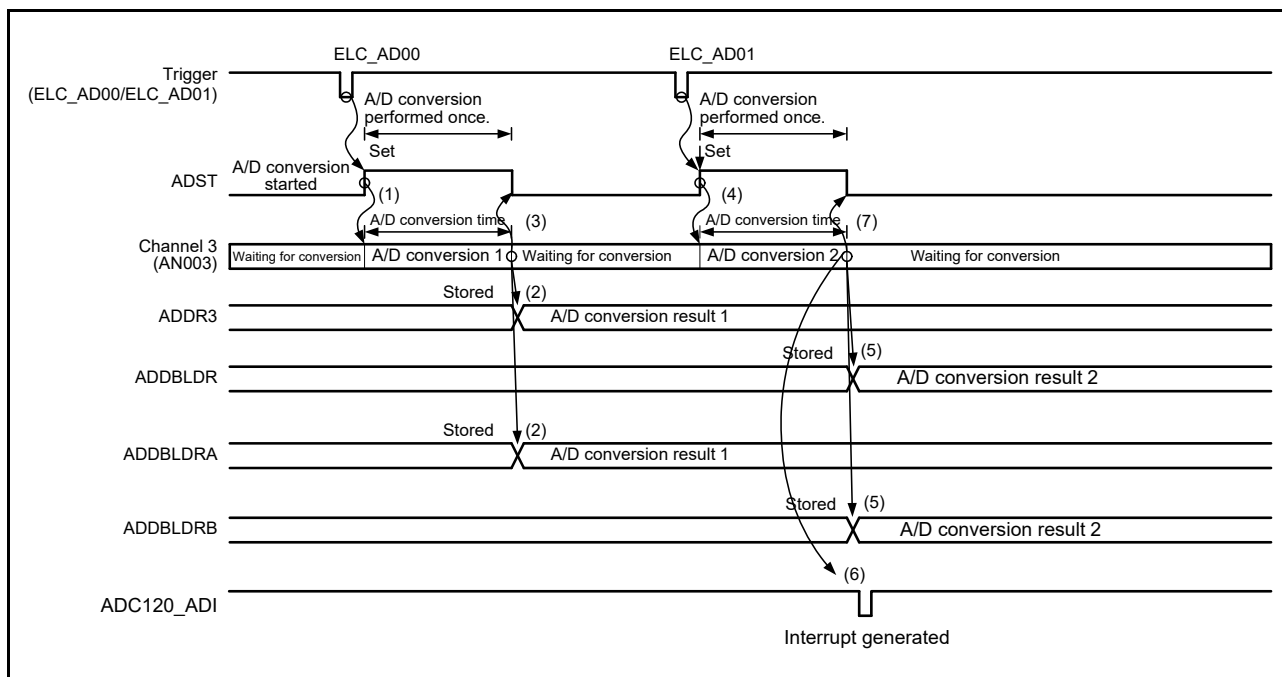 ELC_AD00
ELC_AD01
Trigger
(ELC_AD00/ELC_AD01)
A/D conversion
performed once.
A/D conversion
performed once.
Set
Set
A/D conversion
started
ADST
(1)
(4)
A/D conversion time
(3)
A/D conversion time
(7)
Channel 3
(AN003)
Waiting for conversion
A/D conversion 1
Waiting for conversion
A/D conversion 2
Waiting for conversion
Stored
(2)
ADDR3
A/D conversion result 1
Stored
(5)
ADDBLDR
A/D conversion result 2
Stored
(2)
ADDBLDRA
A/D conversion result 1
Stored
(5)
ADDBLDRB
A/D conversion result 2
(6)
ADC120_ADI
Interrupt generated